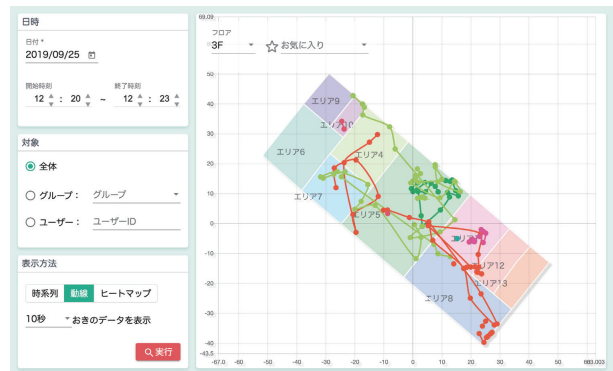 日時
日付 *
2019/09/25
開始時刻 終了時刻
12 : 20 ~ 12 : 23
対象
全体
グループ： グループ
ユーザー： ユーザーID
表示方法
時系列 動線 ヒートマップ
10秒 おきのデータを表示
実行
69.09
フロア
3F お気に入り
60
50
40
30
20
10
0
-10
-20
-30
-40
-43.5
-67.0 -60 -50 -40 -30 -20 -10 0 10 20 30 40 50
エリア9
エリア10
エリア6
エリア4
エリア7
エリア5
エリア12
エリア13
エリア8